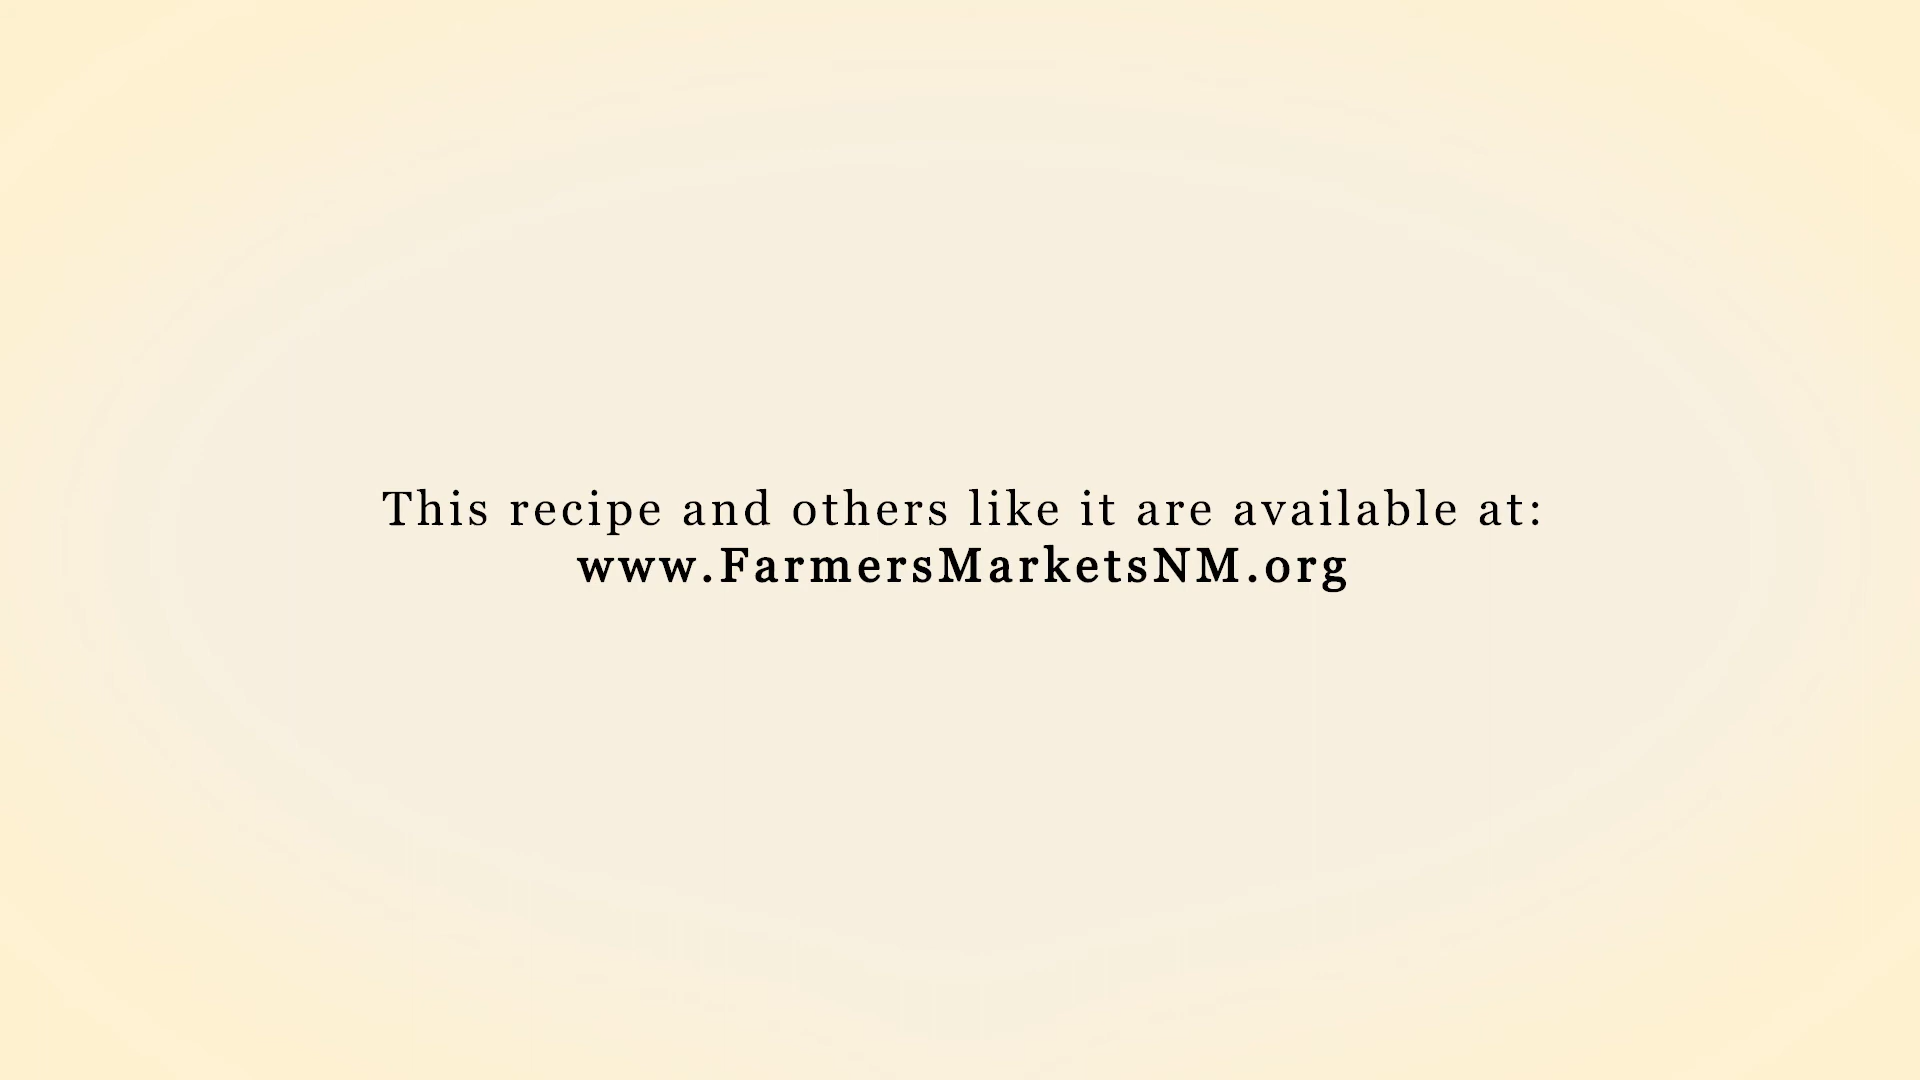 This recipe and others like it are available at:
www.FarmersMarketsNM.org